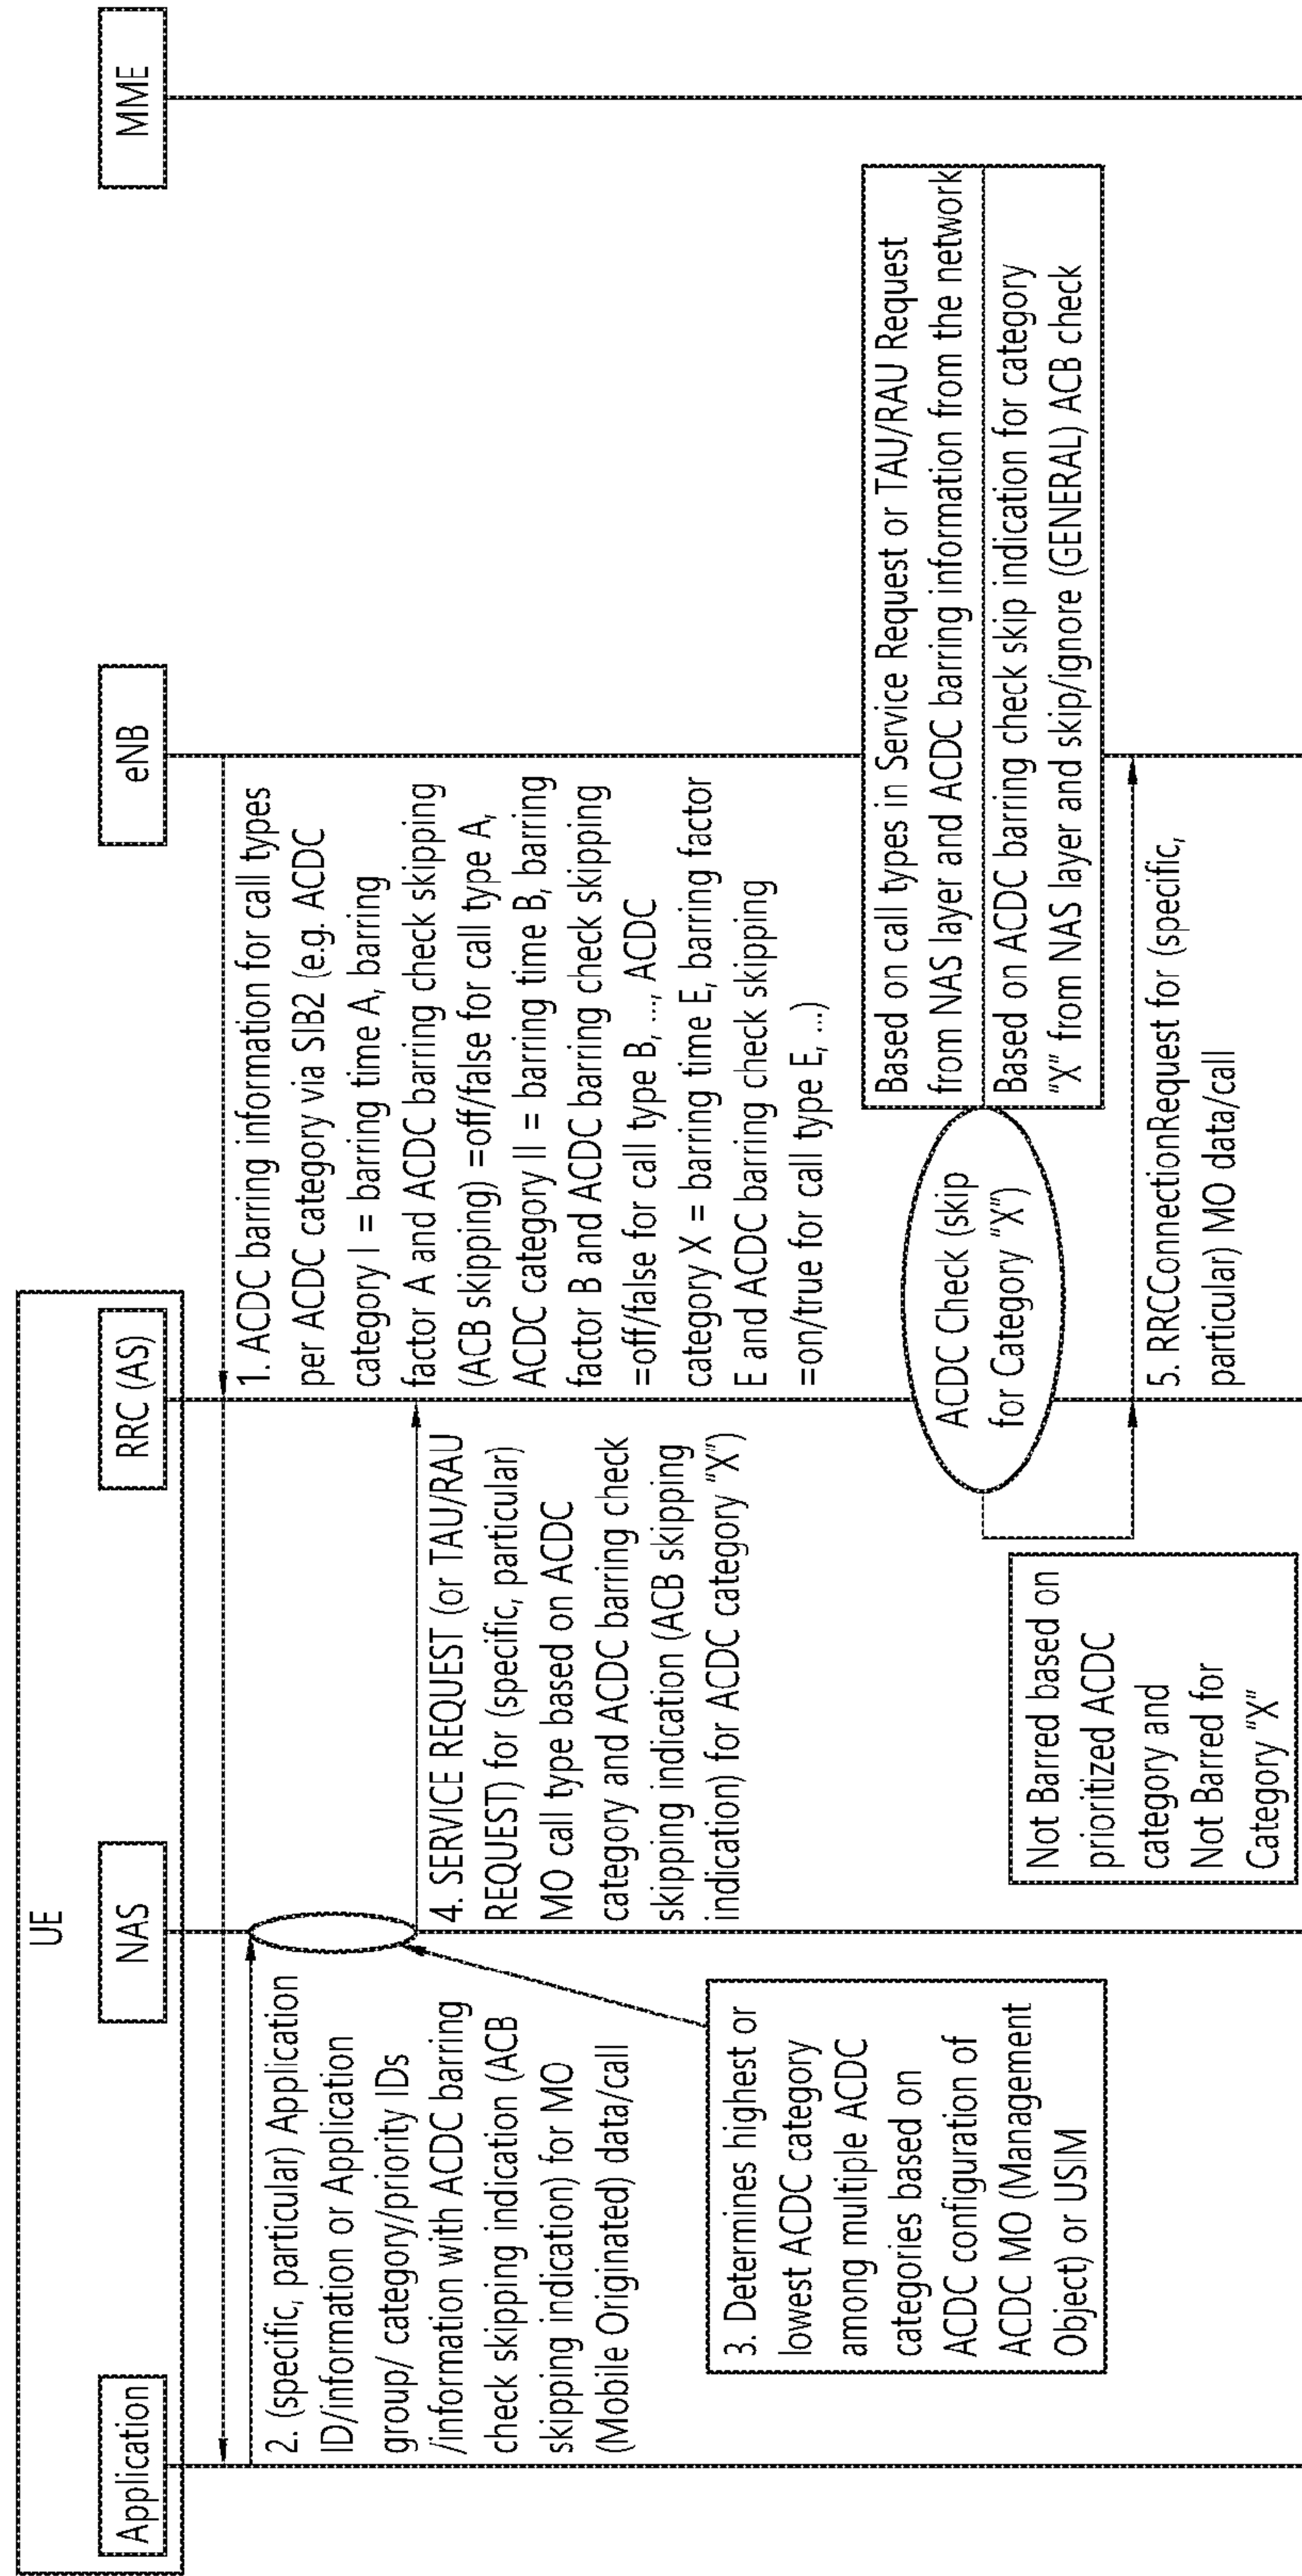 UE
Application
NAS
RRC (AS)
eNB
MME
1. ACDC barring information for call types
per ACDC category via SIB2 (e.g. ACDC
category | = barring time A, barring
factor A and ACDC barring check skipping
(ACB skipping) =off/false for call type A,
ACDC category || = barring time B, barring
factor B and ACDC barring check skipping
=off/false for call type B, ..., ACDC
category X = barring time E, barring factor
E and ACDC barring check skipping
=on/true for call type E, ...)
2. (specific, particular) Application
ID/information or Application
group/ category/priority IDs
/information with ACDC barring
check skipping indication (ACB
skipping indication) for MO
(Mobile Originated) data/call
3. Determines highest or
lowest ACDC category
among multiple ACDC
categories based on
ACDC configuration of
ACDC MO (Management
Object) or USIM
4. SERVICE REQUEST (or TAU/RAU
REQUEST) for (specific, particular)
MO call type based on ACDC
category and ACDC barring check
skipping indication (ACB skipping
indication) for ACDC category "X")
ACDC Check (skip
for Category "X")
Based on call types in Service Request or TAU/RAU Request
from NAS layer and ACDC barring information from the network
Based on ACDC barring check skip indication for category
"X" from NAS layer and skip/ignore (GENERAL) ACB check
Not Barred based on
prioritized ACDC
category and
Not Barred for
Category "X"
5. RRCConnectionRequest for (specific,
particular) MO data/call